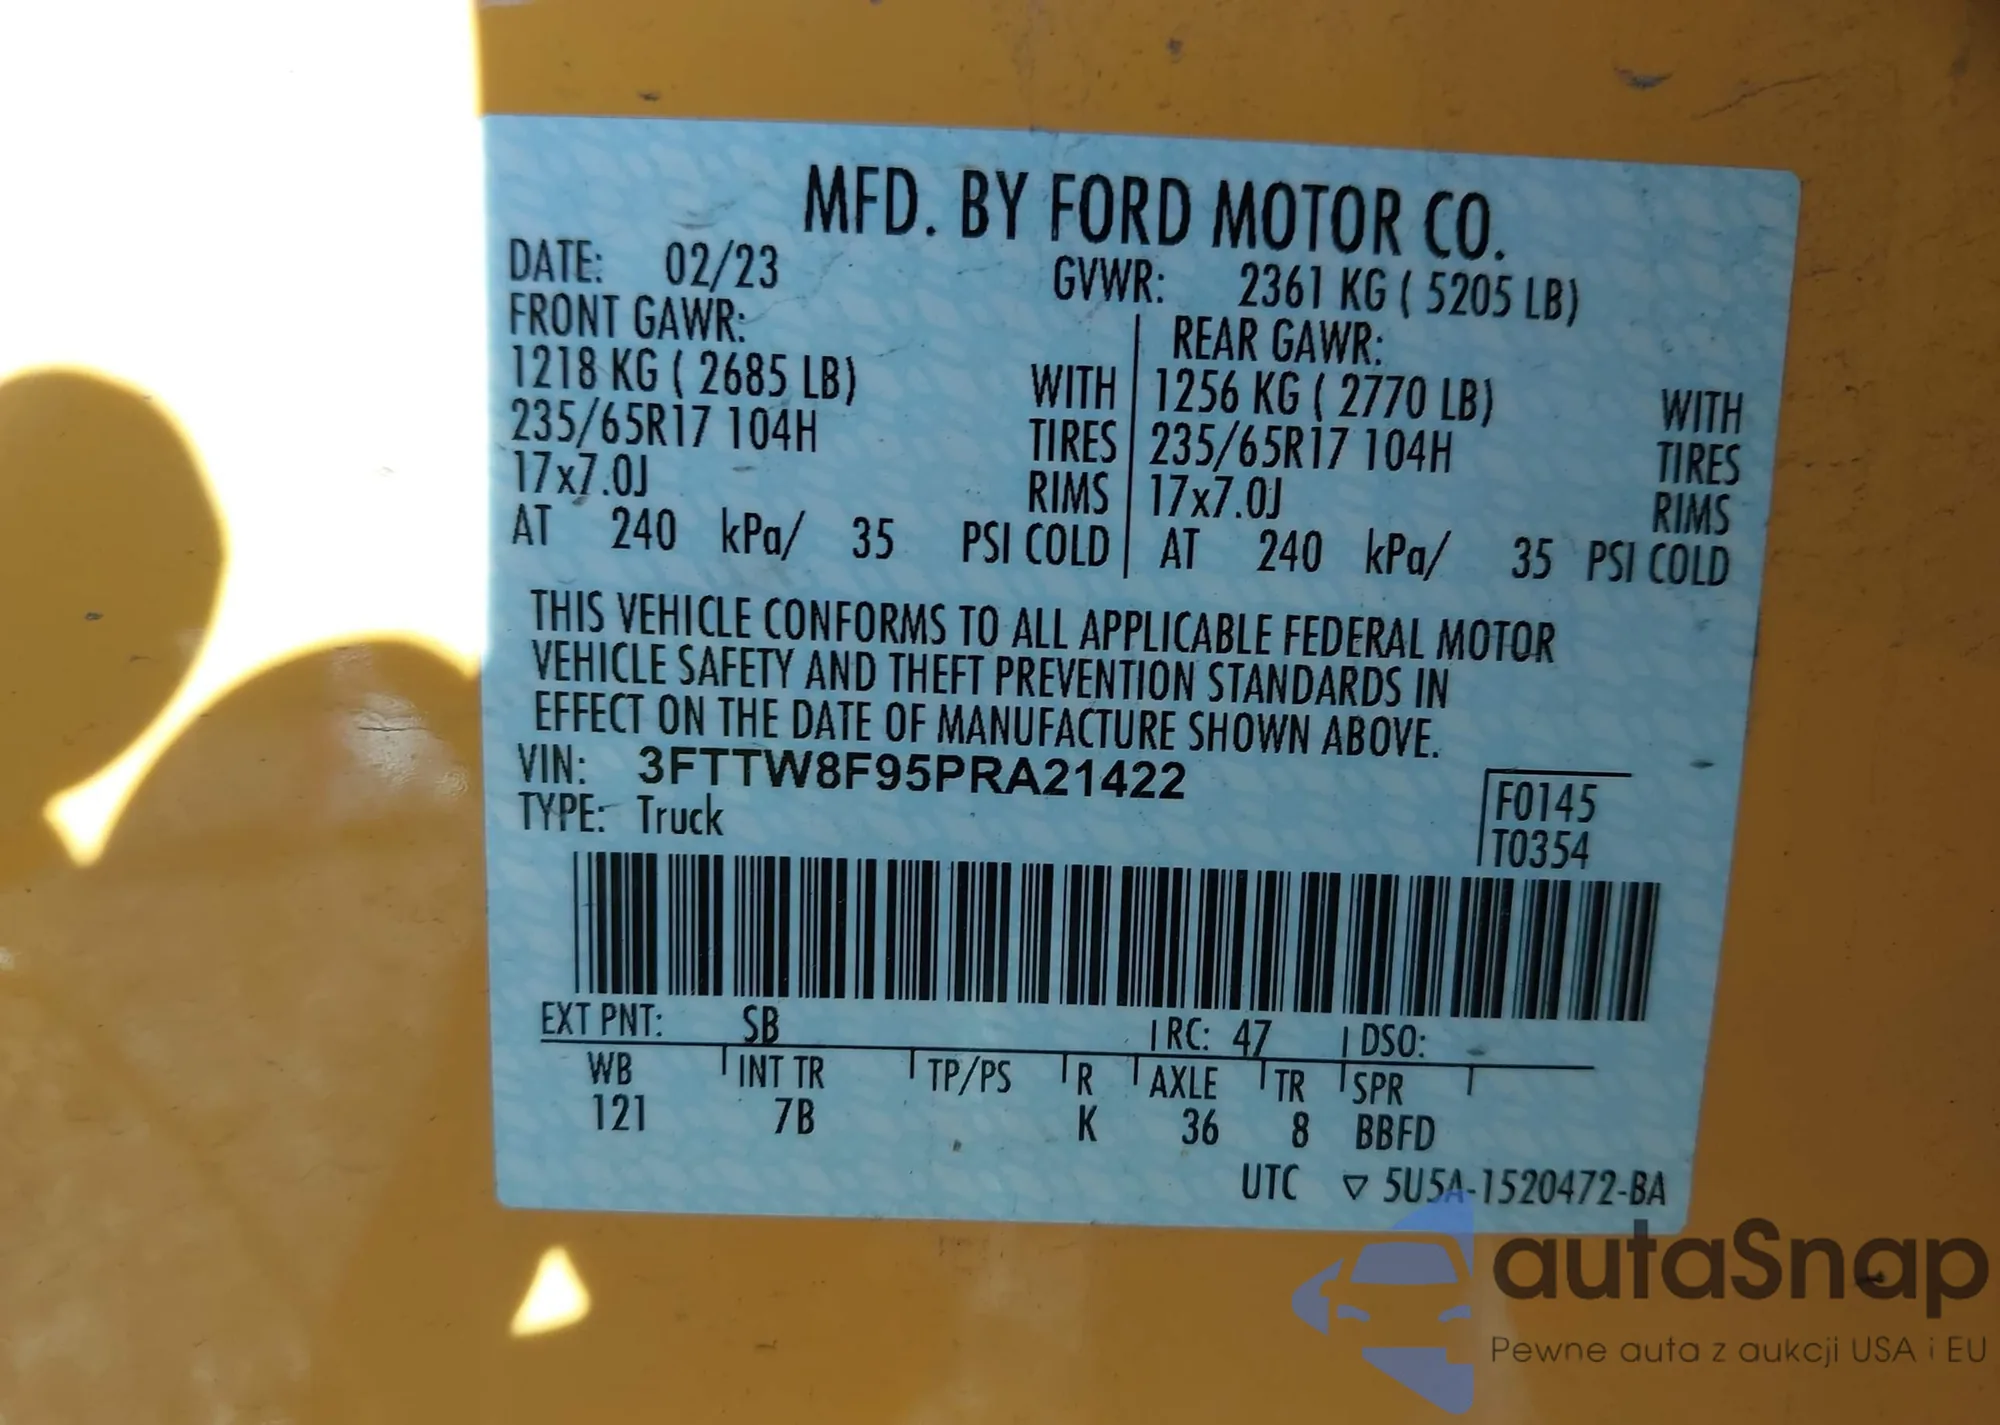 MFD. BY FORD MOTOR CO.
DATE: 02/23 GVWR: 2361 KG ( 5205 LB)
FRONT GAWR: REAR GAWR:
1218 KG ( 2685 LB) WITH 1256 KG ( 2770 LB) WITH
235/65R17 104H TIRES 235/65R17 104H TIRES
17x7.0J RIMS 17x7.0J RIMS
AT 240 kPa/ 35 PSI COLD AT 240 kPa/ 35 PSI COLD
THIS VEHICLE CONFORMS TO ALL APPLICABLE FEDERAL MOTOR
VEHICLE SAFETY AND THEFT PREVENTION STANDARDS IN
EFFECT ON THE DATE OF MANUFACTURE SHOWN ABOVE.
VIN: 3FTTW8F95PRA21422
TYPE: Truck
F0145
T0354
EXT PNT: SB RC: 47 DSO:
WB INT TR TP/PS R AXLE TR SPR
121 7B K 36 8 BBFD
UTC ▽ 5U5A-1520472-BA
autaSnap
Pewne auta z aukcji USA i EU